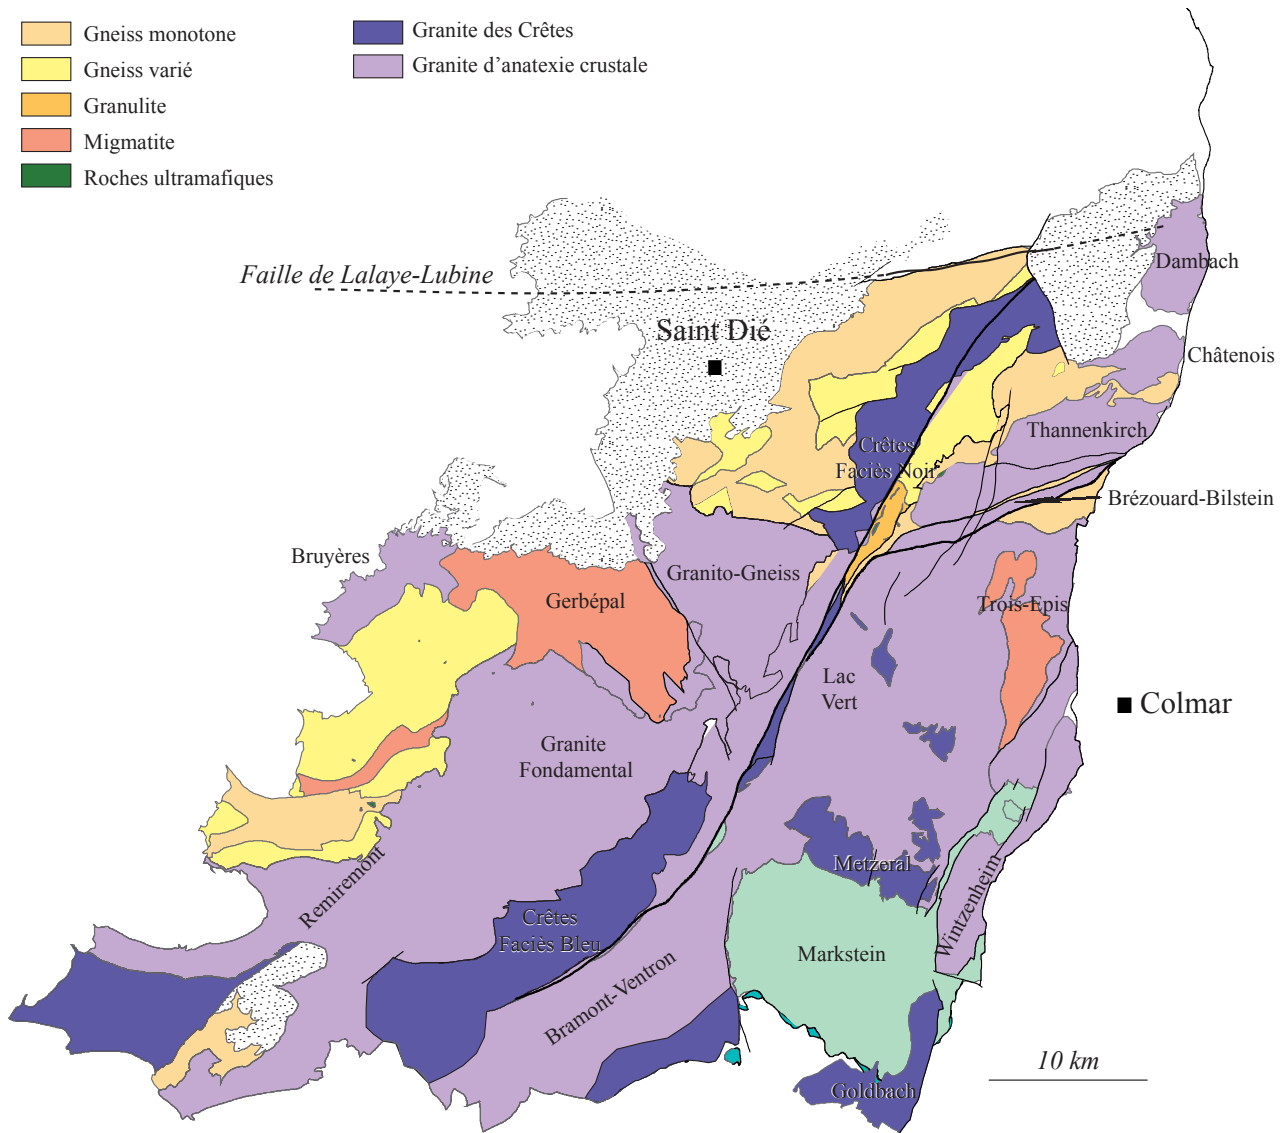 Gneiss monotone
Gneiss varié
Granulite
Migmatite
Roches ultramafiques
Granite des Crêtes
Granite d'anatexie crustale
Faille de Lalaye-Lubine
Dambach
Saint Dié
Châtenois
Thannenkirch
Crêtes
Faciès Noir
Brézouard-Bilstein
Bruyères
Granito-Gneiss
Gerbépal
Trois-Epis
Lac
Vert
Colmar
Granite
Fondamental
Metzeral
Remiremont
Wintzenheim
Crêtes
Faciès Bleu
Markstein
Bramont-Ventron
10 km
Goldbach